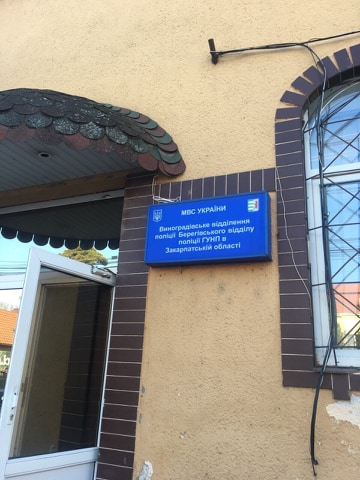 МВС УКРАЇНИ
Виноградівське відділення
поліції Берегівського відділу
поліції ГУНП в
Закарпатській області